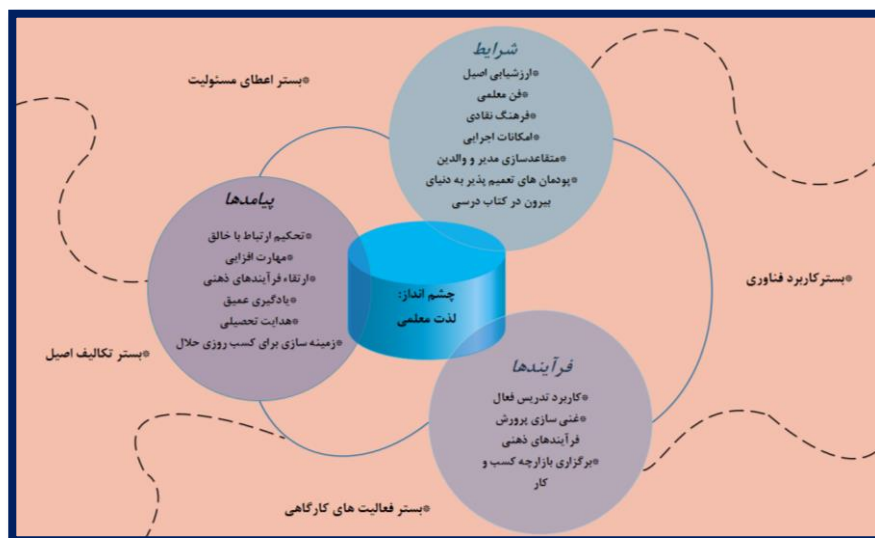 شرایط
*ارزشیابی اصیل
*فن معلمی
*فرهنگ نقادی
*امکانات اجرایی
*متقاعدسازی مدیر و والدین
*پودمان های تعمیم پذیر به دنیای
بیرون در کتاب درسی
*بستر اعطای مسئولیت
پیامدها
*تحکیم ارتباط با خالق
*مهارت افزایی
*ارتقاء فرآیندهای ذهنی
*یادگیری عمیق
*هدایت تحصیلی
*زمینه سازی برای کسب روزی حلال
چشم انداز:
لذت معلمی
*بسترکاربرد فناوری
*بستر تکالیف اصیل
فرآیندها
*کاربرد تدریس فعال
*غنی سازی پرورش
فرآیندهای ذهنی
*برگزاری بازارچه کسب و
کار
*بستر فعالیت های کارگاهی